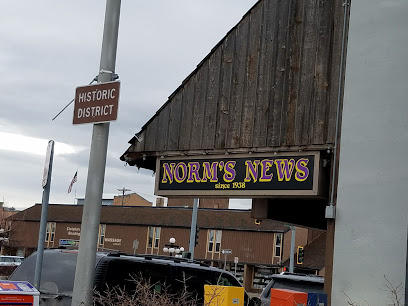 HISTORIC
DISTRICT
NORM'S NEWS
since 1938